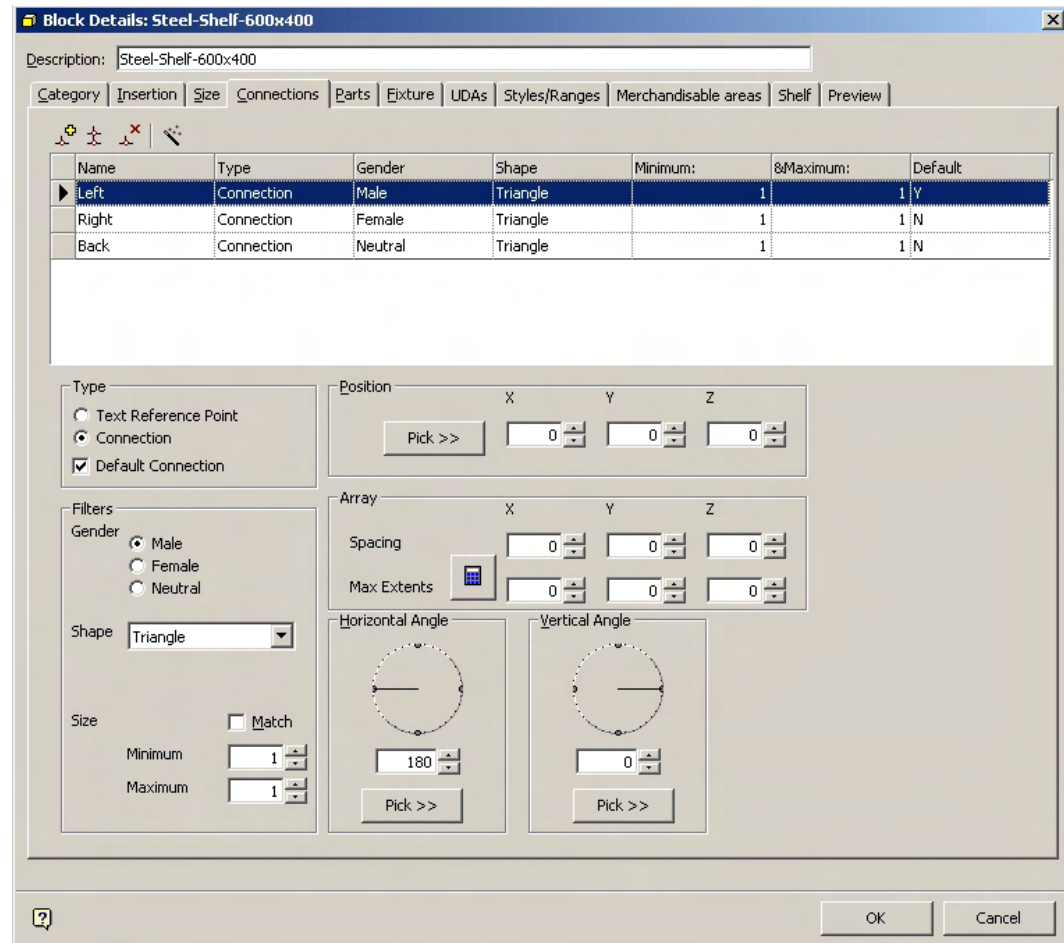 Block Details: Steel-Shelf-600x400
Description: Steel-Shelf-600x400
Category Insertion Size Connections Parts Fixture UDAs Styles/Ranges Merchandisable areas Shelf Preview
Name Type Gender Shape Minimum: &Maximum: Default
Left Connection Male Triangle 1 1 Y
Right Connection Female Triangle 1 1 N
Back Connection Neutral Triangle 1 1 N
Type
Text Reference Point
Connection
Default Connection
Position
X Y Z
Pick >> 0 0 0
Filters
Gender
Male
Female
Neutral
Shape Triangle
Size Match
Minimum 1
Maximum 1
Array
X Y Z
Spacing 0 0 0
Max Extents 0 0 0
Horizontal Angle
180
Pick >>
Vertical Angle
0
Pick >>
OK Cancel